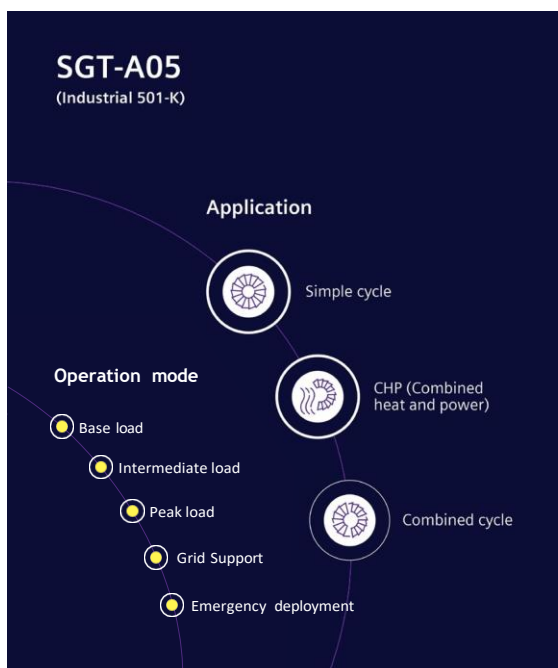 SGT-A05
(Industrial 501-K)
Application
Simple cycle
CHP (Combined
heat and power)
Combined cycle
Operation mode
Base load
Intermediate load
Peak load
Grid Support
Emergency deployment